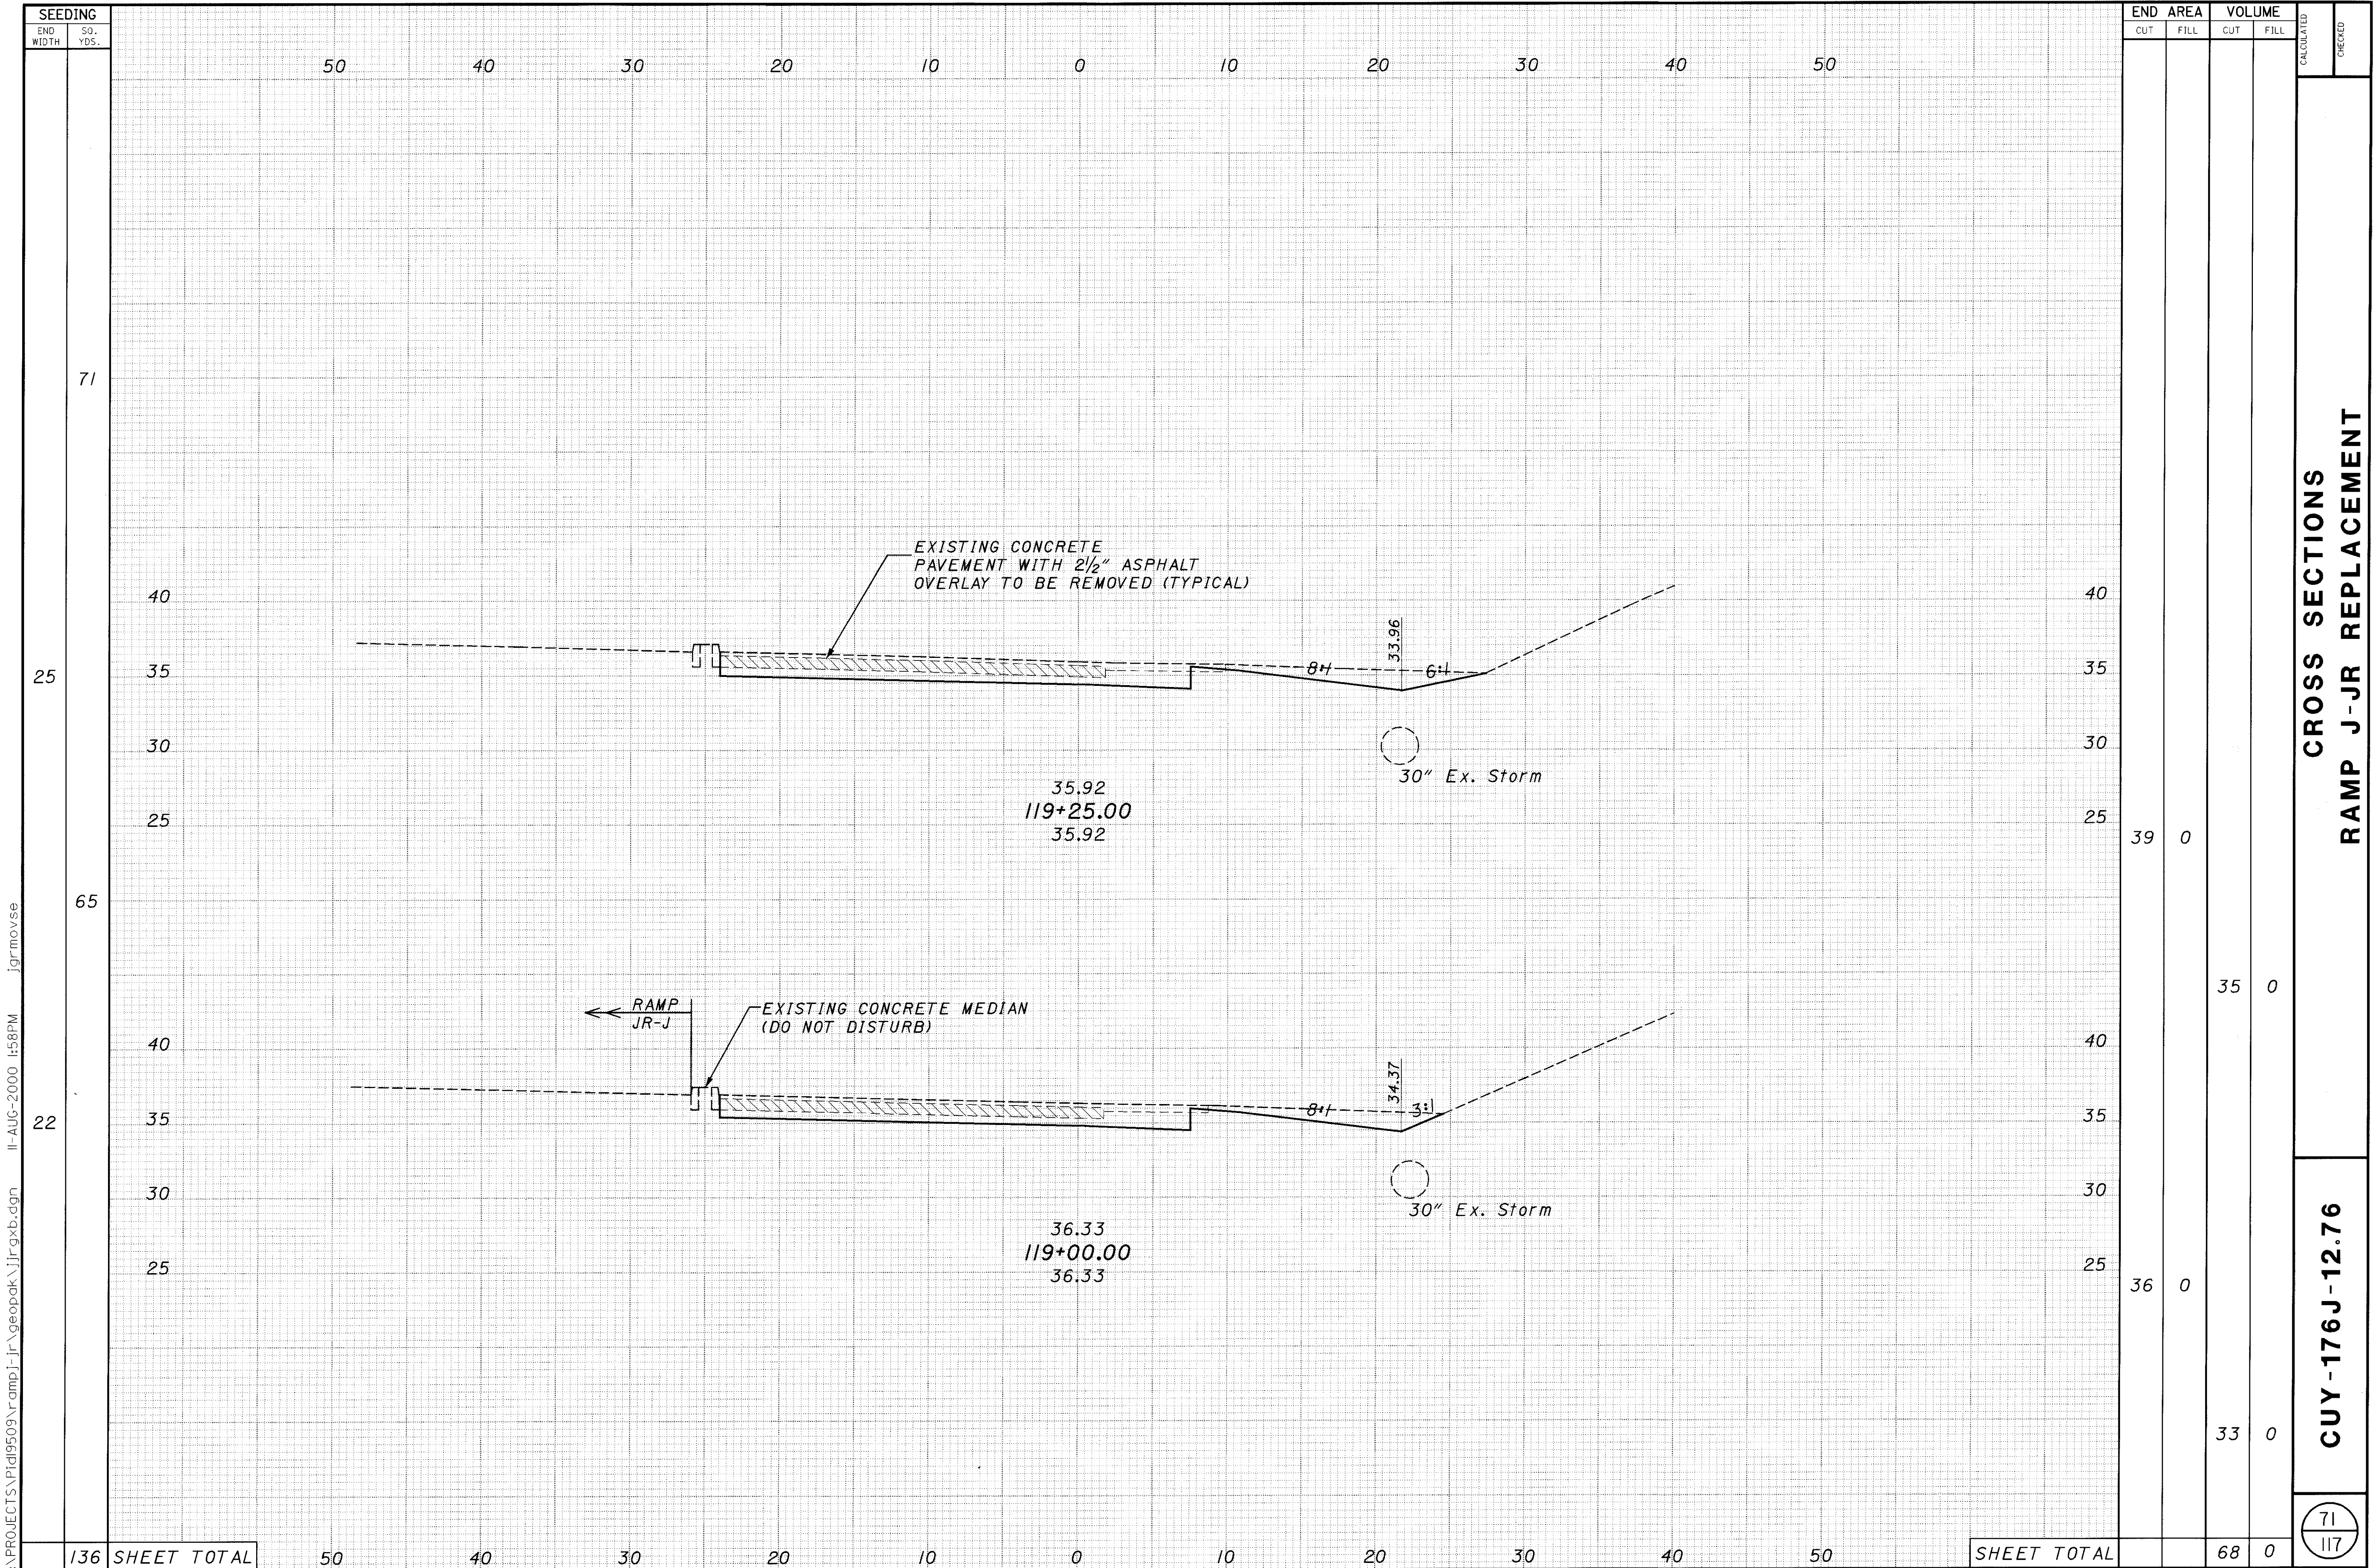 SEEDING
END WIDTH
SQ. YDS.
END AREA
VOLUME
CUT
FILL
CUT
FILL
CALCULATED
CHECKED
50 40 30 20 10 0 10 20 30 40 50
71
EXISTING CONCRETE
PAVEMENT WITH 2½" ASPHALT
OVERLAY TO BE REMOVED (TYPICAL)
40
40
33.96
25
35
8:1
6:1
35
30
30
30" Ex. Storm
35.92
119+25.00
35.92
25
25
39 0
65
35 0
RAMP
JR-J
EXISTING CONCRETE MEDIAN
(DO NOT DISTURB)
40
40
34.37
22
35
8:1
3:1
35
30
30
30" Ex. Storm
36.33
119+00.00
36.33
25
25
36 0
33 0
136 SHEET TOTAL
50 40 30 20 10 0 10 20 30 40 50
SHEET TOTAL 68 0
CROSS SECTIONS
RAMP J-JR REPLACEMENT
CUY-176J-12.76
71
117
\PROJECTS\Pid19509\rampj-jr\geopak\jjrgxb.dgn 11-AUG-2000 1:58PM jgrmovse